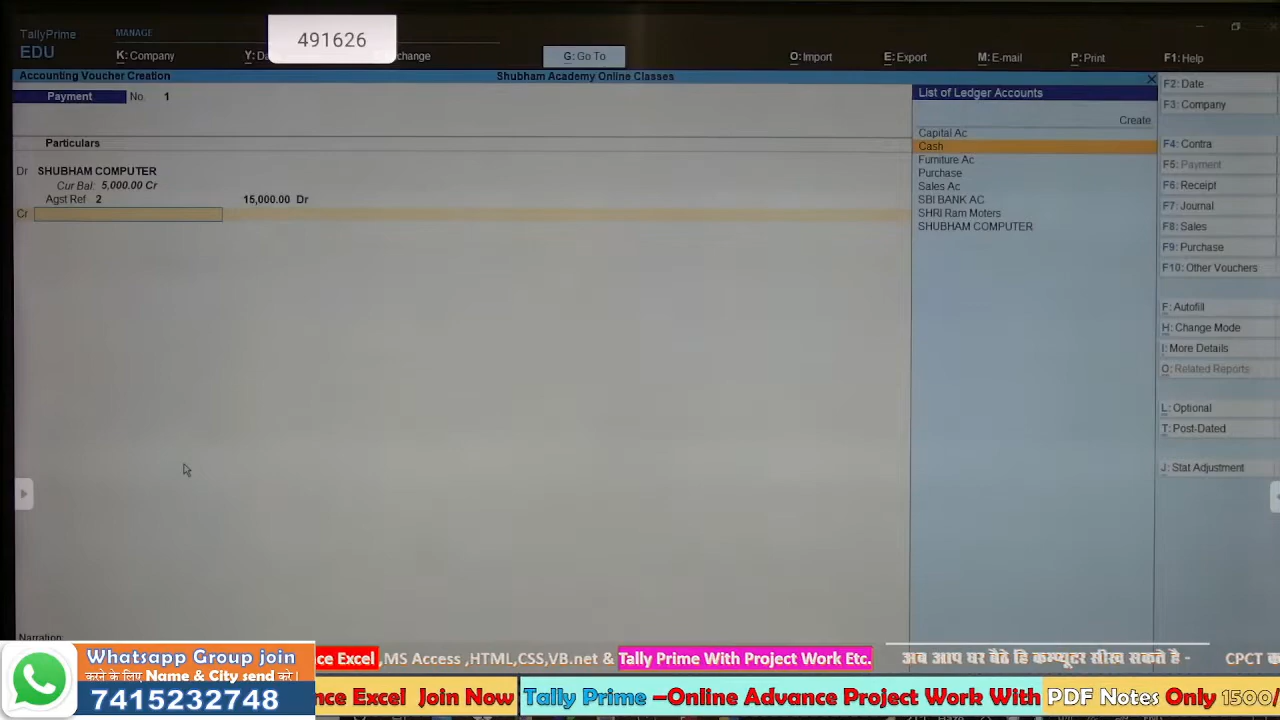 TallyPrime
EDU
MANAGE
491626
K: Company
Y: Da
change
G: Go To
O: Import
E: Export
M: E-mail
P: Print
F1: Help
Accounting Voucher Creation
Shubham Academy Online Classes
Payment No. 1
Particulars
Dr SHUBHAM COMPUTER
Cur Bal: 5,000.00 Cr
Agst Ref 2 15,000.00 Dr
Cr
Narration:
List of Ledger Accounts
Create
Capital Ac
Cash
Furniture Ac
Purchase
Sales Ac
SBI BANK AC
SHRI Ram Moters
SHUBHAM COMPUTER
F2: Date
F3: Company
F4: Contra
F5: Payment
F6: Receipt
F7: Journal
F8: Sales
F9: Purchase
F10: Other Vouchers
F: Autofill
H: Change Mode
I: More Details
O: Related Reports
L: Optional
T: Post-Dated
J: Stat Adjustment
Whatsapp Group join
करने के लिए Name & City send करे।
7415232748
ce Excel ,MS Access ,HTML,CSS,VB.net & Tally Prime With Project Work Etc.
अब आप घर बैठे हि कम्प्यूटर सीख सकते है - CPCT
nce Excel Join Now Tally Prime –Online Advance Project Work With PDF Notes Only 1500/